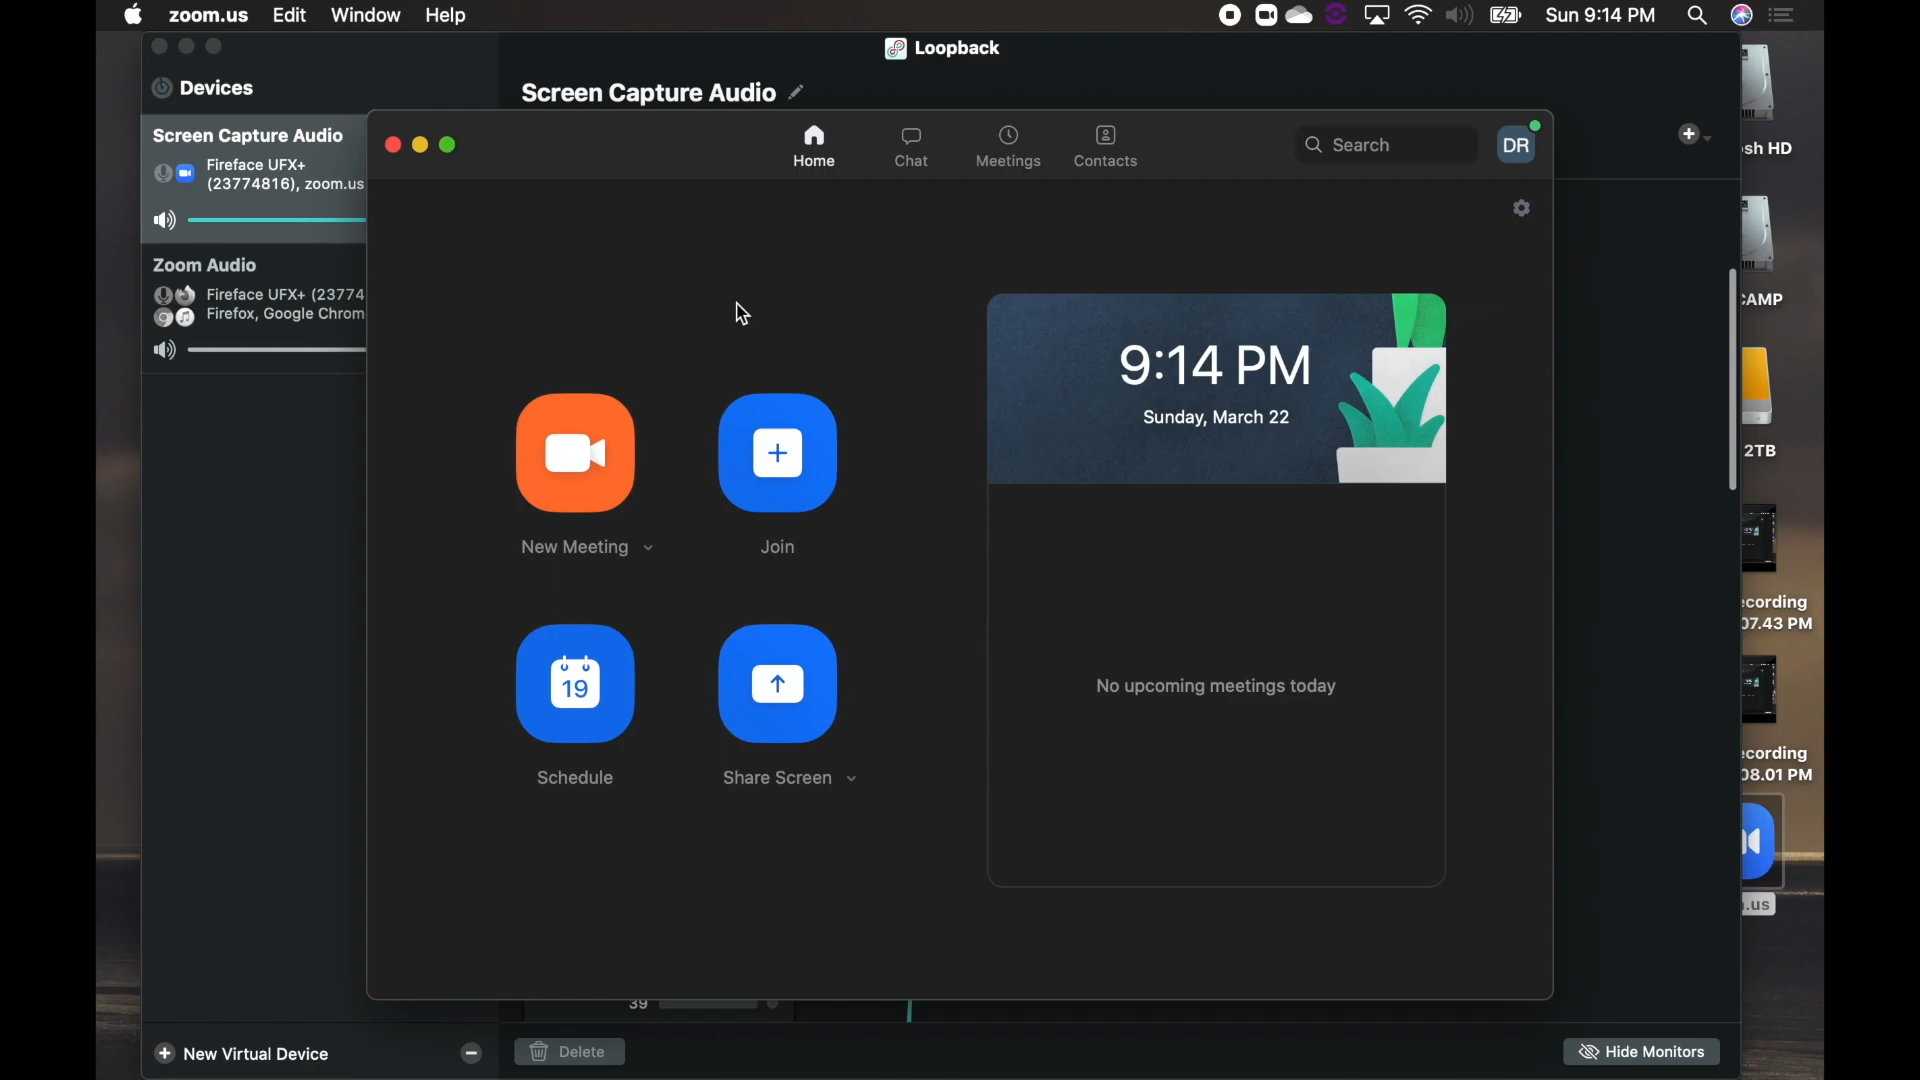 zoom.us Edit Window Help
Sun 9:14 PM
Loopback
Devices
Screen Capture Audio
Screen Capture Audio
Fireface UFX+
(23774816), zoom.us
Zoom Audio
Fireface UFX+ (23774
Firefox, Google Chrom
Home
Chat
Meetings
Contacts
Search
DR
9:14 PM
Sunday, March 22
New Meeting
Join
19
Schedule
Share Screen
No upcoming meetings today
39
New Virtual Device
Delete
Hide Monitors
sh HD
CAMP
2TB
ecording
07.43 PM
ecording
08.01 PM
.us